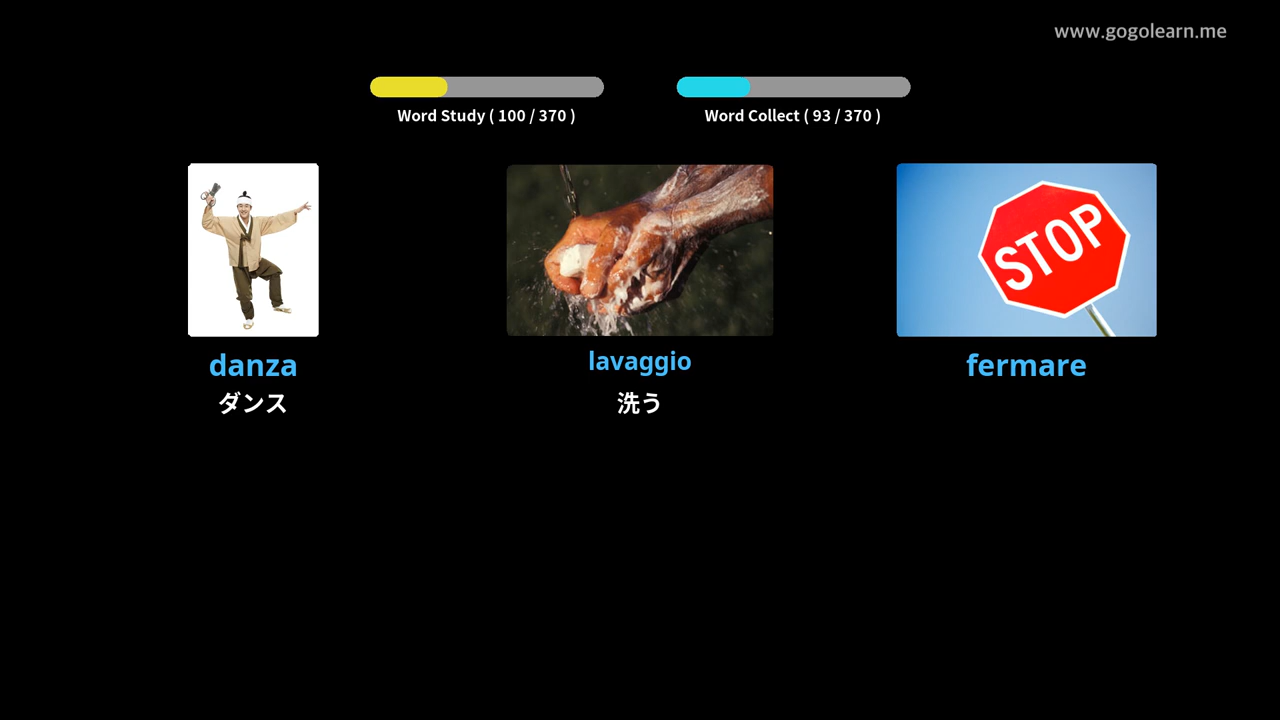 www.gogolearn.me
Word Study ( 100 / 370 )
Word Collect ( 93 / 370 )
STOP
danza
lavaggio
fermare
ダンス
洗う